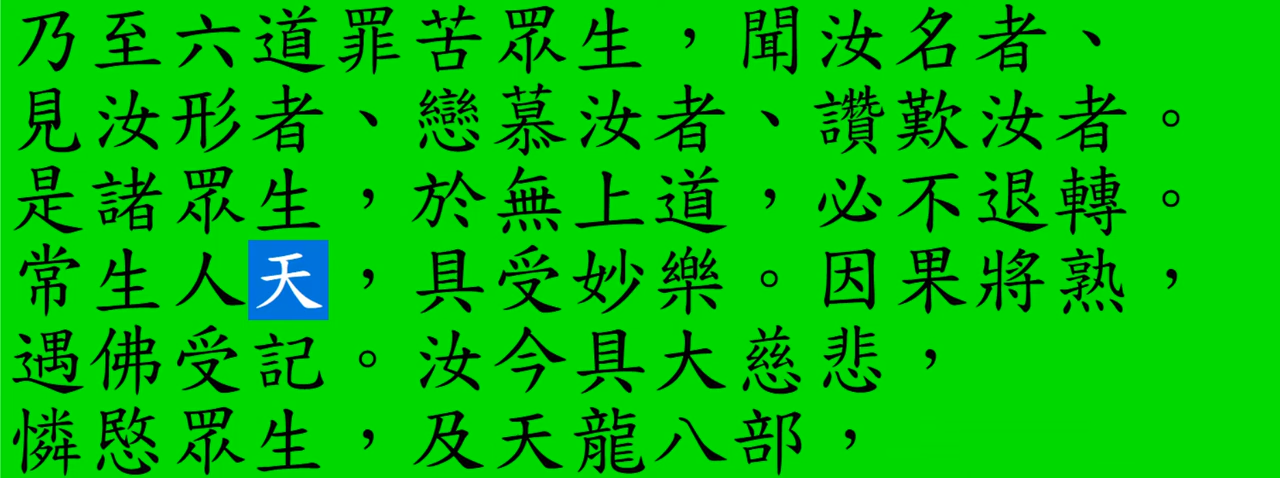 乃至六道罪苦眾生，聞汝名者、
見汝形者、戀慕汝者、讚歎汝者。
是諸眾生，於無上道，必不退轉。
常生人天，具受妙樂。因果將熟，
遇佛受記。汝今具大慈悲，
憐愍眾生，及天龍八部，